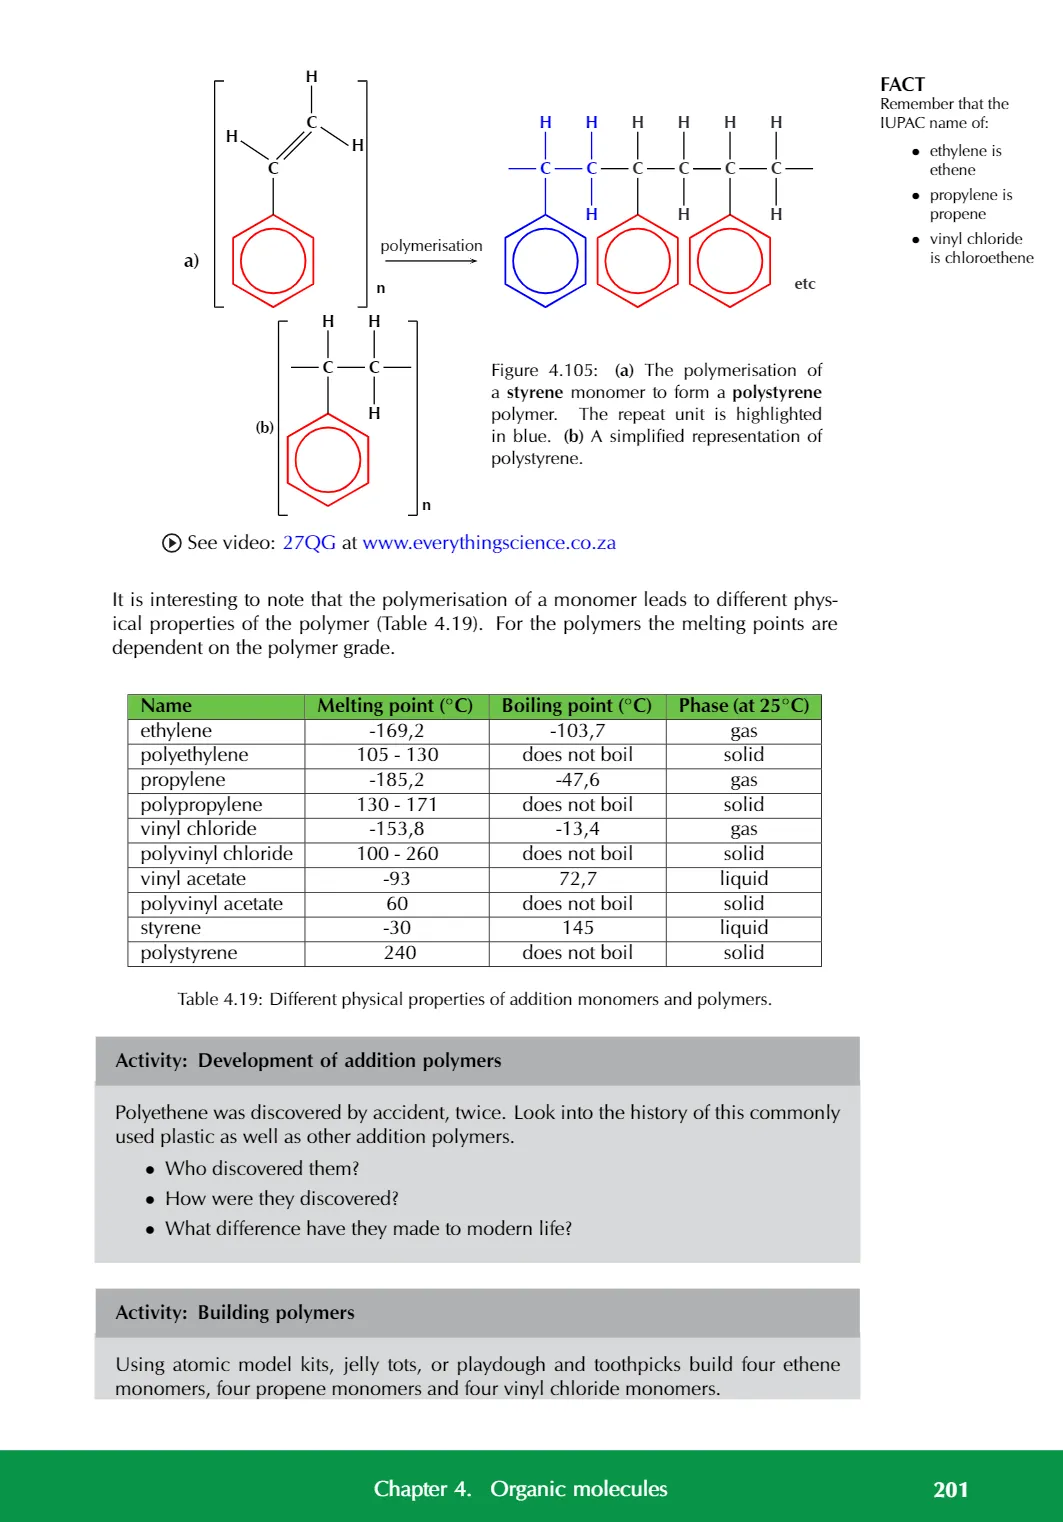 H
C
H
H
C
a)
n
polymerisation
H H H H H H
C C C C C C
H H H
etc
H H
C C
H
(b)
n
Figure 4.105: (a) The polymerisation of
a styrene monomer to form a polystyrene
polymer. The repeat unit is highlighted
in blue. (b) A simplified representation of
polystyrene.
FACT
Remember that the
IUPAC name of:
• ethylene is
ethene
• propylene is
propene
• vinyl chloride
is chloroethene
See video: 27QG at www.everythingscience.co.za
It is interesting to note that the polymerisation of a monomer leads to different phys-
ical properties of the polymer (Table 4.19). For the polymers the melting points are
dependent on the polymer grade.
Name Melting point (°C) Boiling point (°C) Phase (at 25°C)
ethylene -169,2 -103,7 gas
polyethylene 105 - 130 does not boil solid
propylene -185,2 -47,6 gas
polypropylene 130 - 171 does not boil solid
vinyl chloride -153,8 -13,4 gas
polyvinyl chloride 100 - 260 does not boil solid
vinyl acetate -93 72,7 liquid
polyvinyl acetate 60 does not boil solid
styrene -30 145 liquid
polystyrene 240 does not boil solid
Table 4.19: Different physical properties of addition monomers and polymers.
Activity: Development of addition polymers
Polyethene was discovered by accident, twice. Look into the history of this commonly
used plastic as well as other addition polymers.
• Who discovered them?
• How were they discovered?
• What difference have they made to modern life?
Activity: Building polymers
Using atomic model kits, jelly tots, or playdough and toothpicks build four ethene
monomers, four propene monomers and four vinyl chloride monomers.
Chapter 4. Organic molecules 201